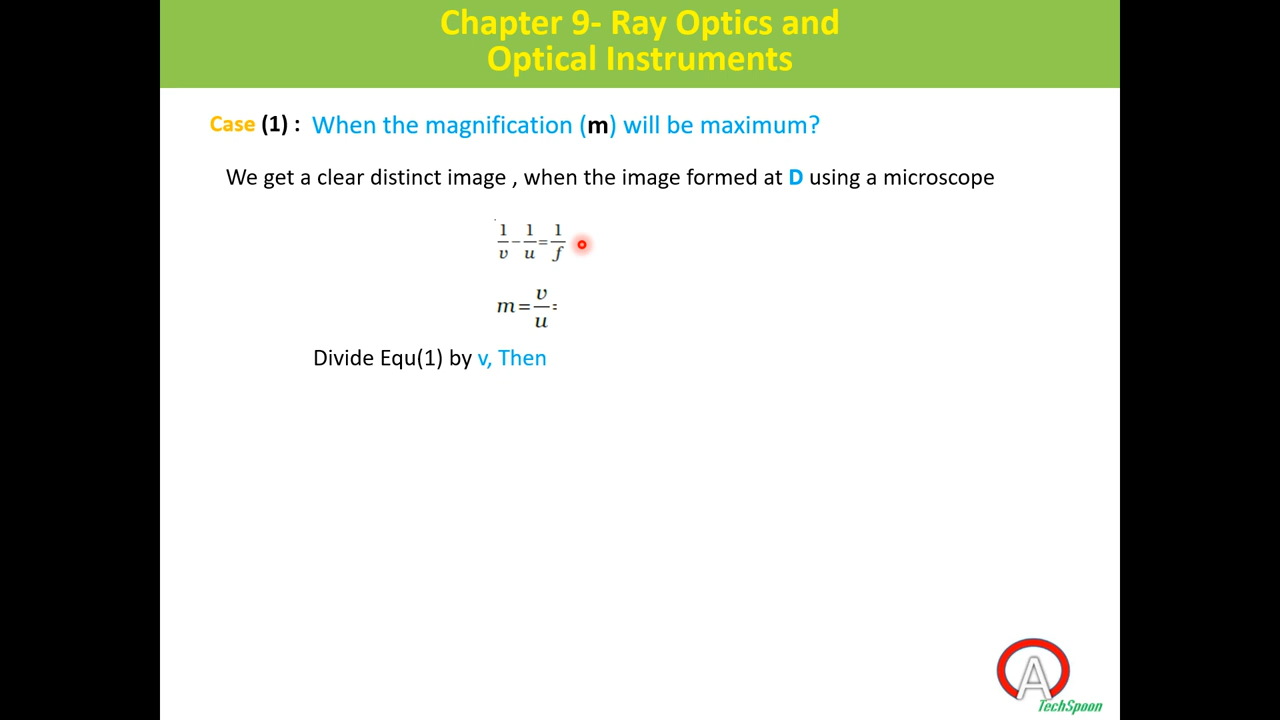 Chapter 9- Ray Optics and
Optical Instruments
Case (1) : When the magnification (m) will be maximum?
We get a clear distinct image , when the image formed at D using a microscope
1/v - 1/u = 1/f
m = v/u =
Divide Equ(1) by v, Then
A
TechSpoon